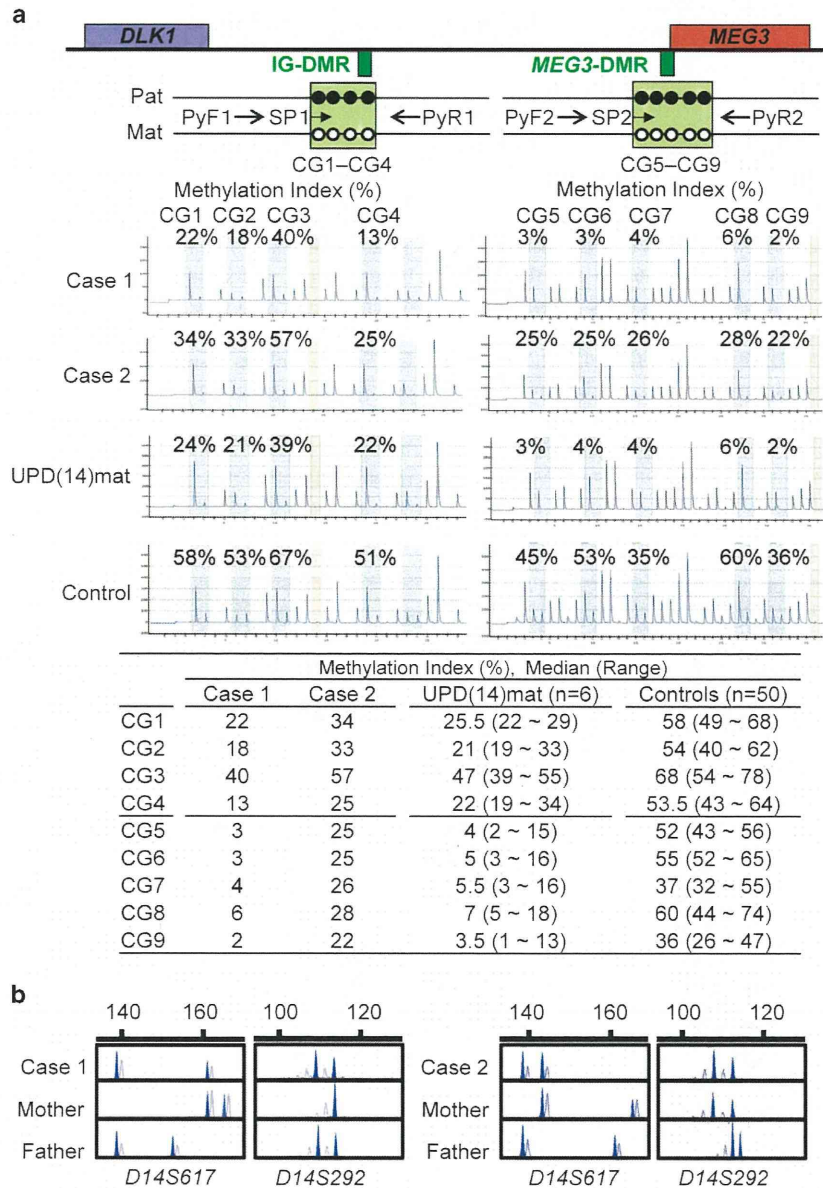 a
DLK1 MEG3
IG-DMR MEG3-DMR
Pat
PyF1 SP1 PyR1 PyF2 SP2 PyR2
Mat
CG1–CG4 CG5–CG9
Methylation Index (%) Methylation Index (%)
CG1 CG2 CG3 CG4 CG5 CG6 CG7 CG8 CG9
Case 1 22% 18% 40% 13% 3% 3% 4% 6% 2%
Case 2 34% 33% 57% 25% 25% 25% 26% 28% 22%
UPD(14)mat 24% 21% 39% 22% 3% 4% 4% 6% 2%
Control 58% 53% 67% 51% 45% 53% 35% 60% 36%
Methylation Index (%), Median (Range)
Case 1 Case 2 UPD(14)mat (n=6) Controls (n=50)
CG1 22 34 25.5 (22 ~ 29) 58 (49 ~ 68)
CG2 18 33 21 (19 ~ 33) 54 (40 ~ 62)
CG3 40 57 47 (39 ~ 55) 68 (54 ~ 78)
CG4 13 25 22 (19 ~ 34) 53.5 (43 ~ 64)
CG5 3 25 4 (2 ~ 15) 52 (43 ~ 56)
CG6 3 25 5 (3 ~ 16) 55 (52 ~ 65)
CG7 4 26 5.5 (3 ~ 16) 37 (32 ~ 55)
CG8 6 28 7 (5 ~ 18) 60 (44 ~ 74)
CG9 2 22 3.5 (1 ~ 13) 36 (26 ~ 47)
b
140 160 100 120 140 160 100 120
Case 1 Case 2
Mother Mother
Father Father
D14S617 D14S292 D14S617 D14S292